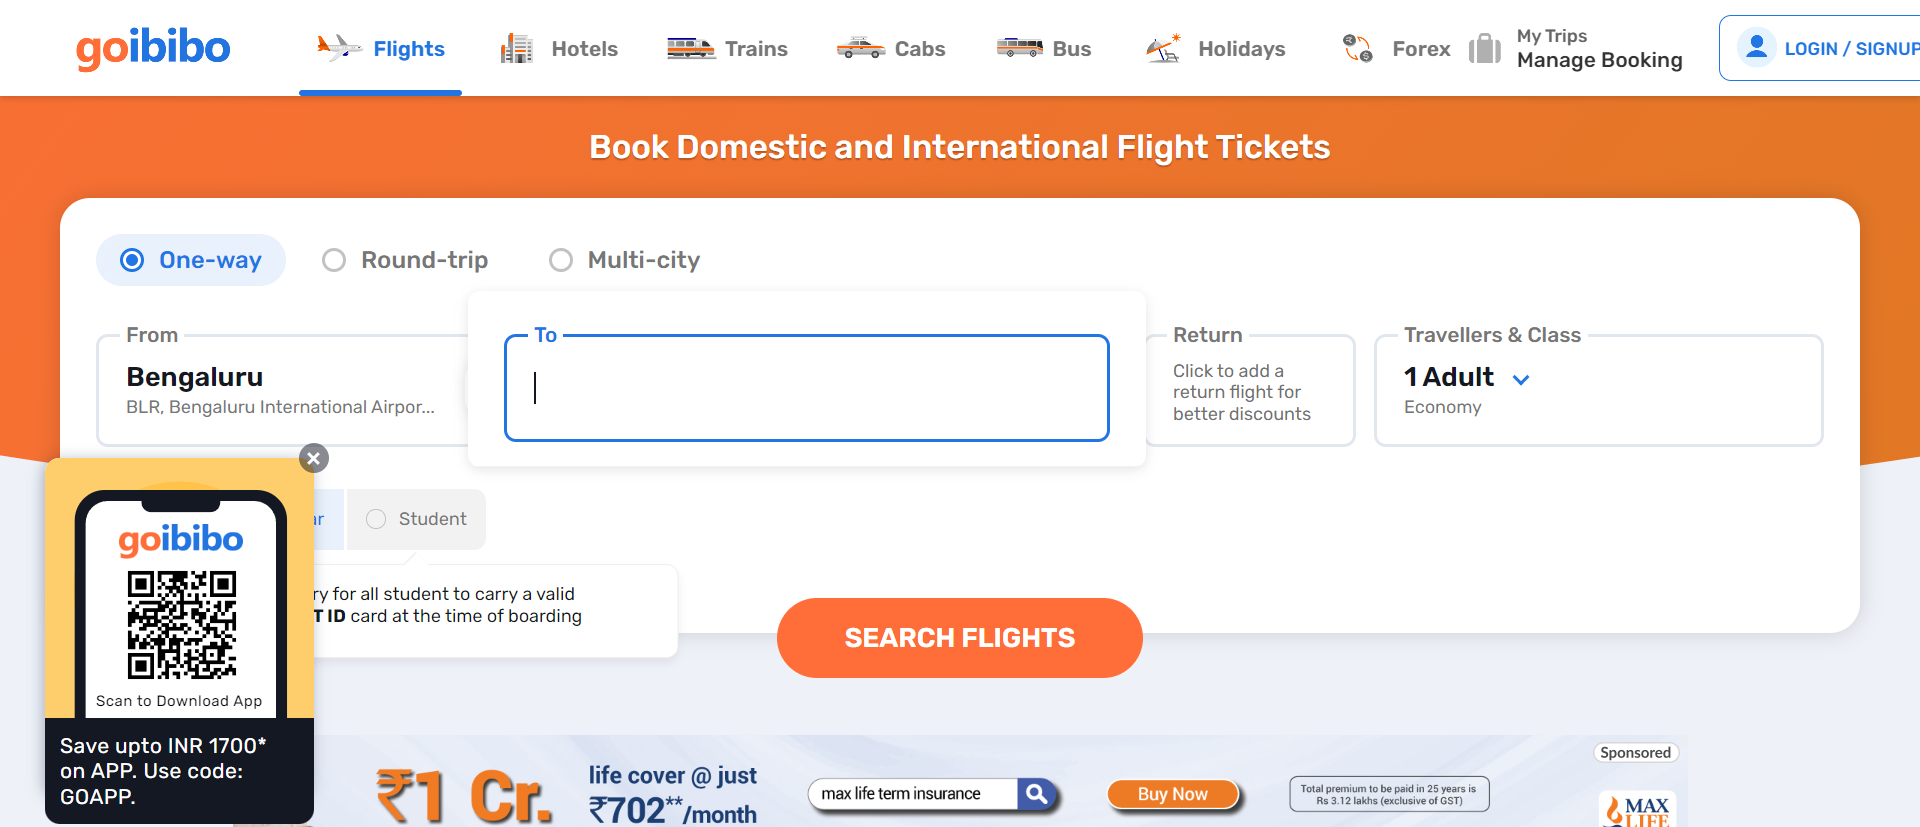 goibibo
Flights
Hotels
Trains
Cabs
Bus
Holidays
Forex
My Trips
Manage Booking
LOGIN / SIGNUP
Book Domestic and International Flight Tickets
One-way
Round-trip
Multi-city
From
Bengaluru
BLR, Bengaluru International Airpor...
To
Return
Click to add a
return flight for
better discounts
Travellers & Class
1 Adult
Economy
Student
for all student to carry a valid
ID card at the time of boarding
SEARCH FLIGHTS
goibibo
Scan to Download App
Save upto INR 1700*
on APP. Use code:
GOAPP.
₹1 Cr.
life cover @ just
₹702**/month
max life term insurance
Buy Now
Total premium to be paid in 25 years is
Rs 3.12 lakhs (exclusive of GST)
Sponsored
MAX
LIFE